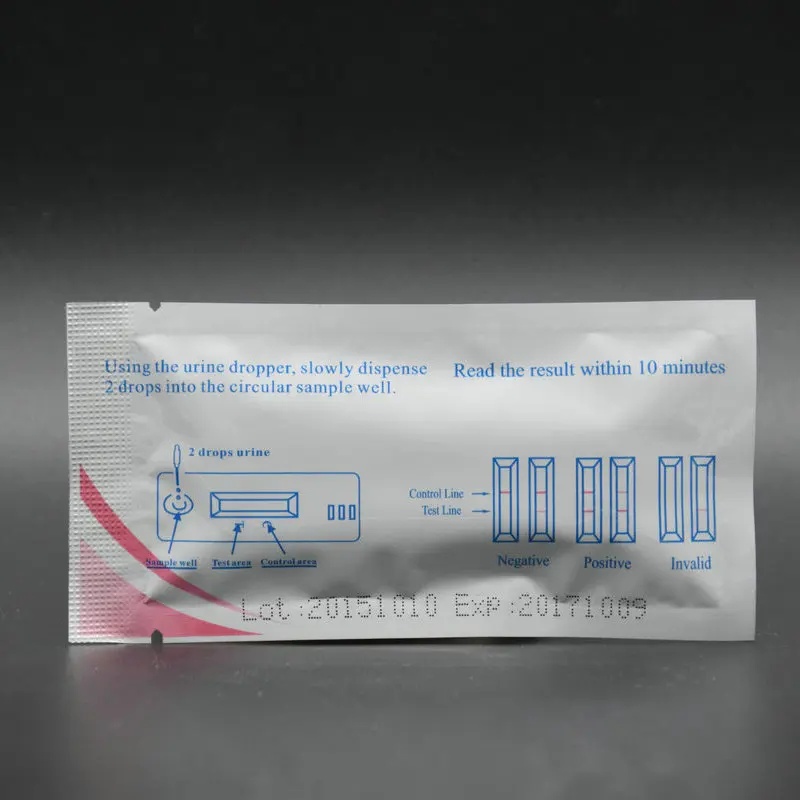 Using the urine dropper, slowly dispense
2 drops into the circular sample well.
Read the result within 10 minutes
2 drops urine
Sample well
Test area
Control area
Control Line
Test Line
Negative
Positive
Invalid
Lot:20151010 Exp:20171009